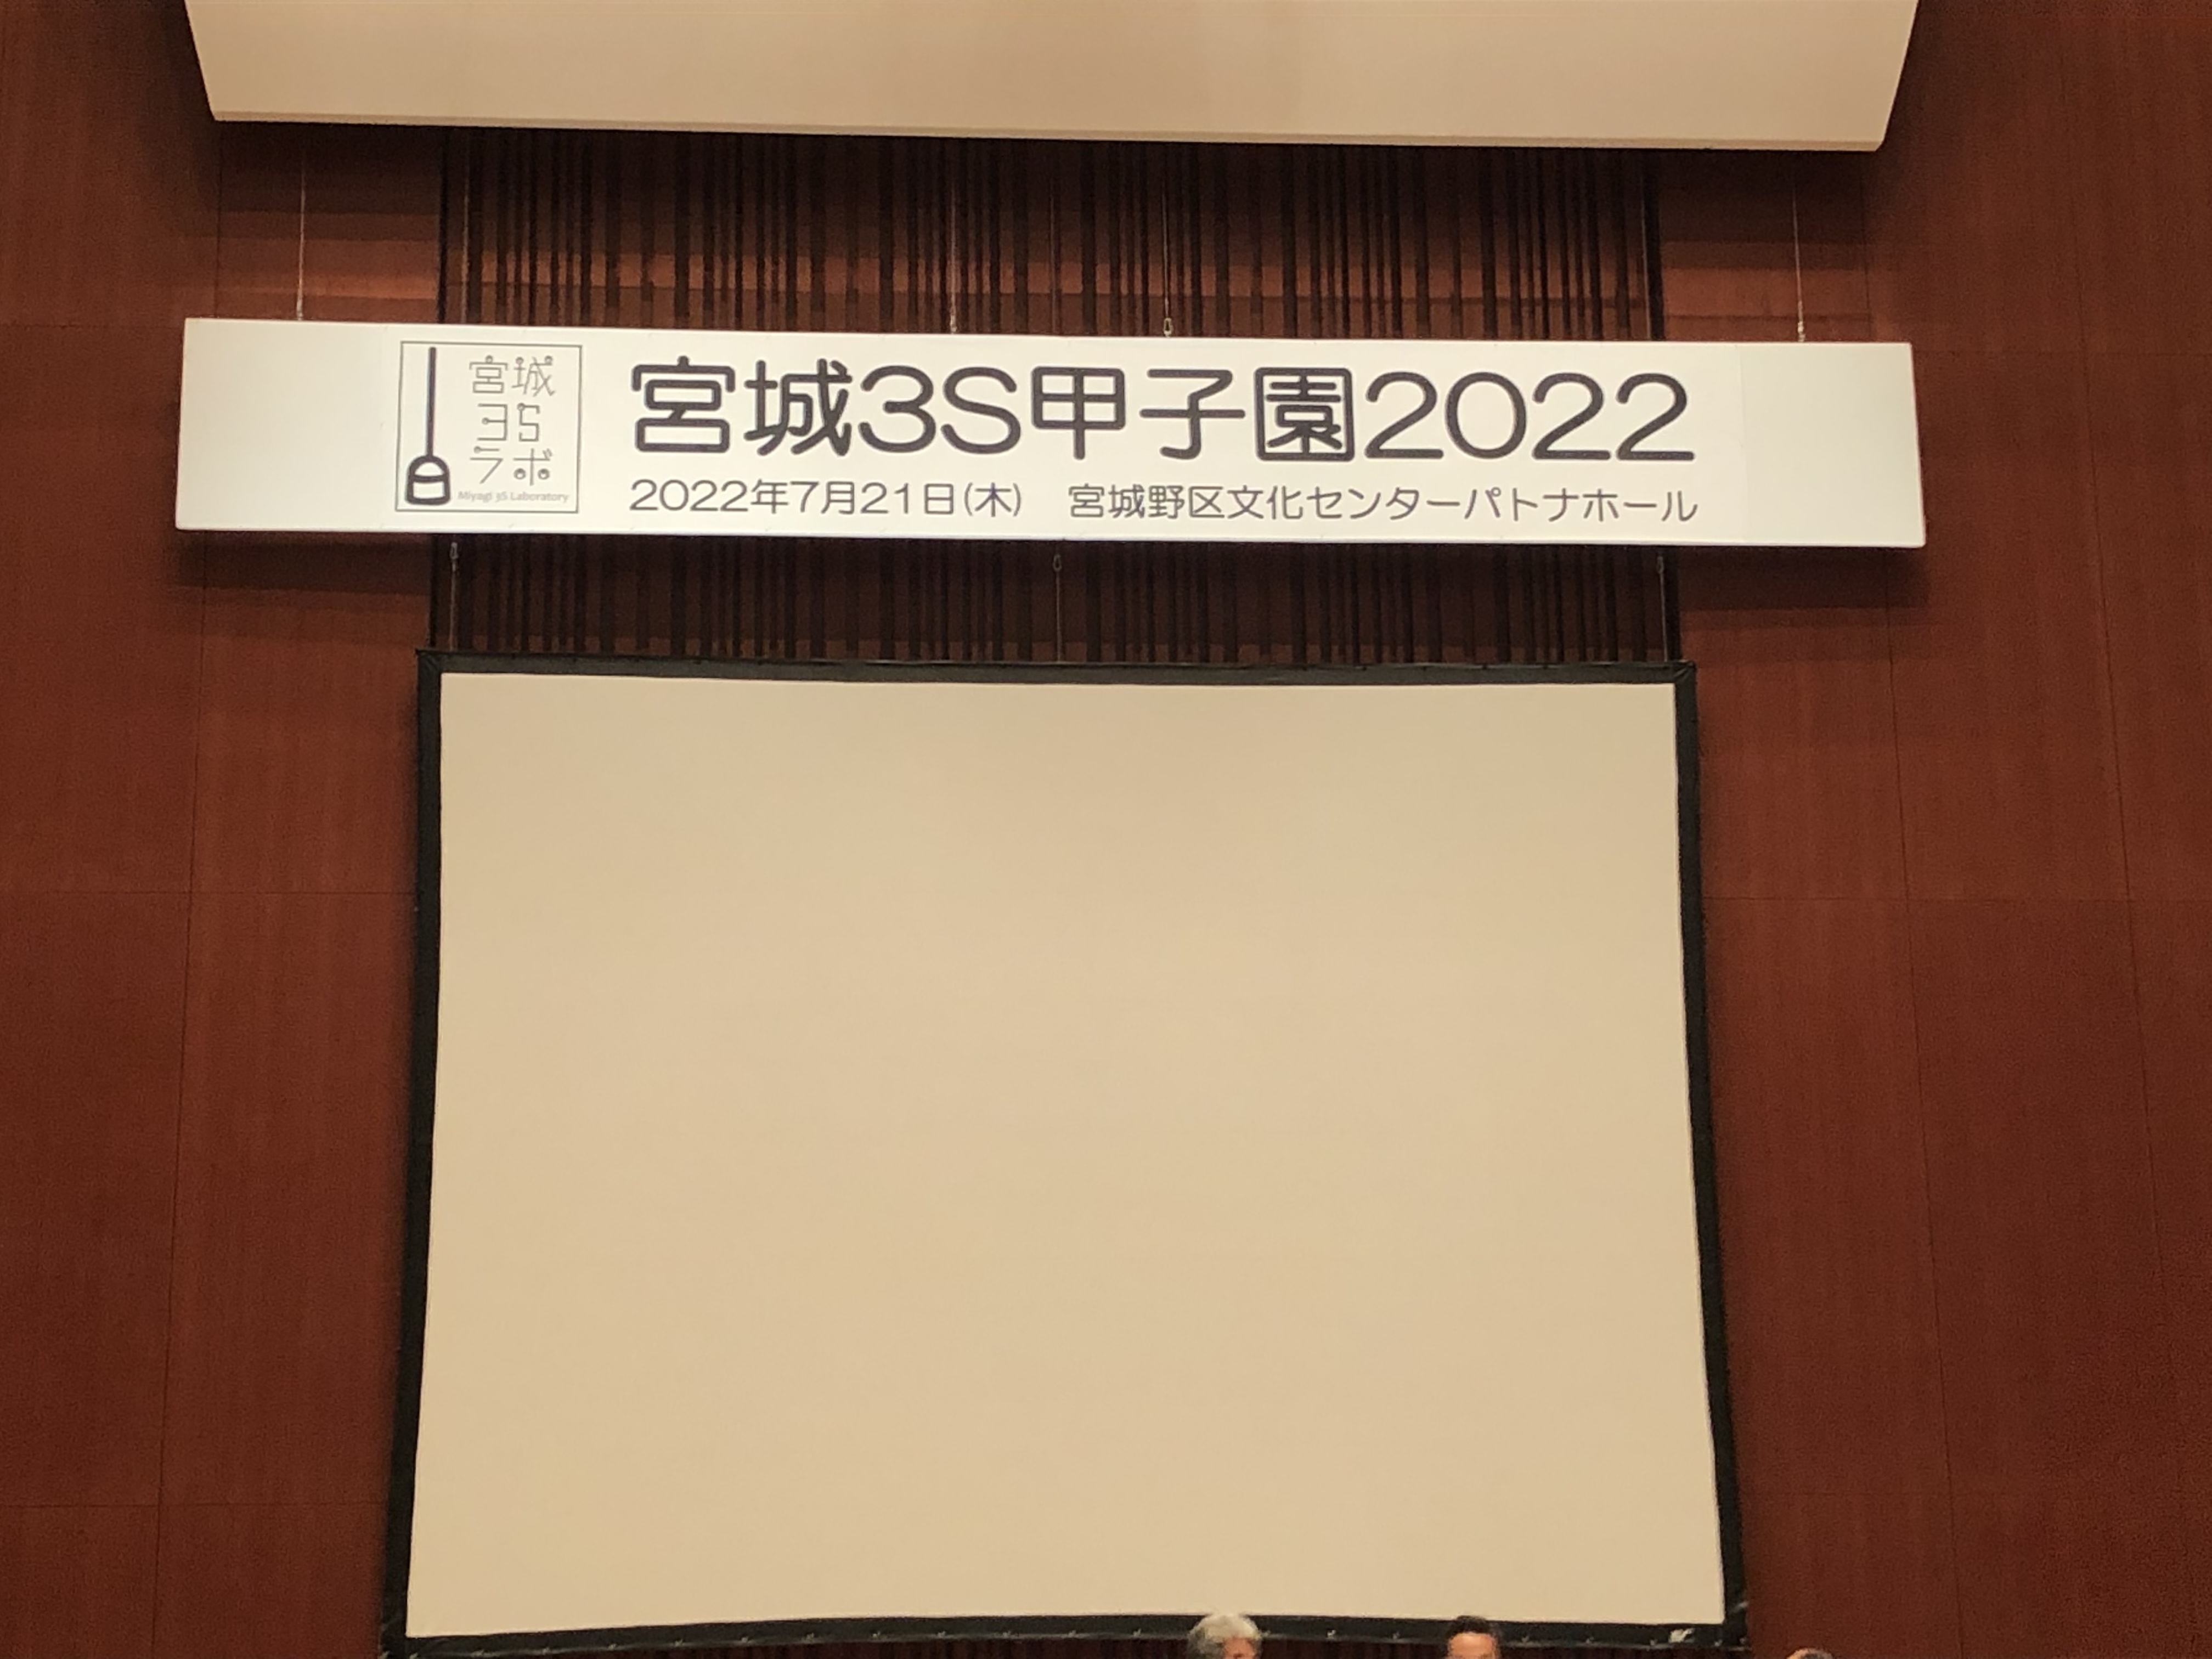 宮城
3S
ラボ
Miyagi 3S Laboratory
宮城3S甲子園2022
2022年7月21日(木) 宮城野区文化センターパトナホール